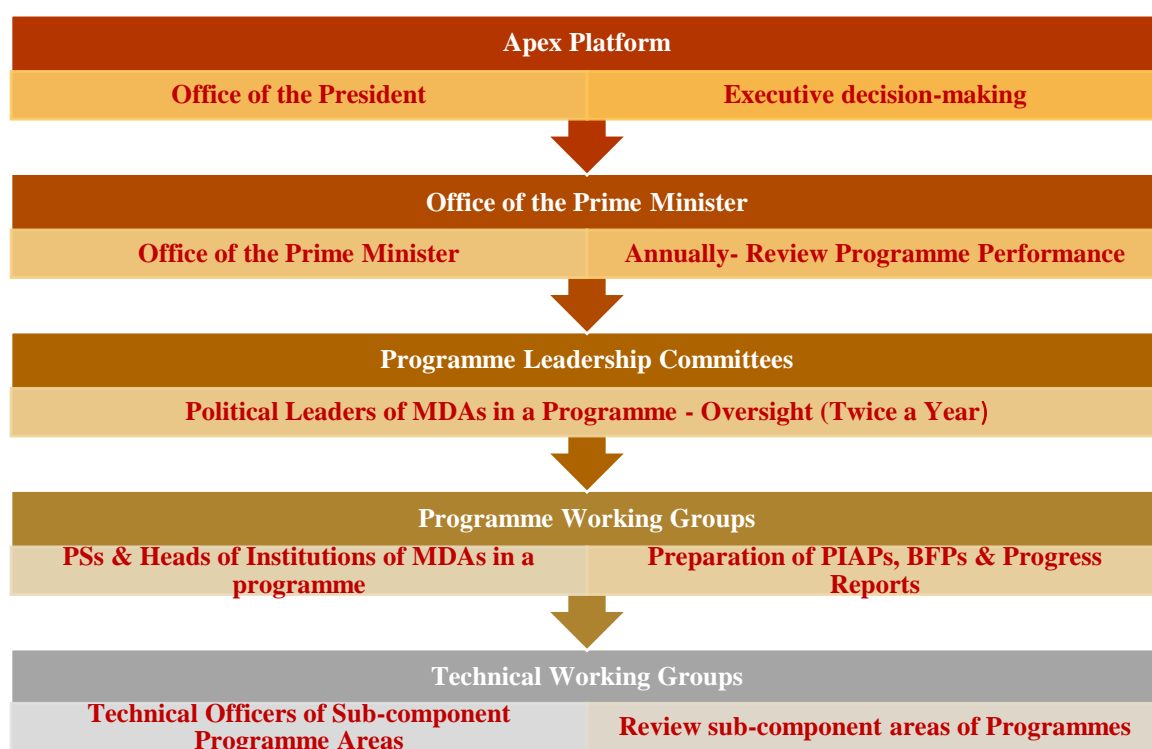 Apex Platform
Office of the President
Executive decision-making
Office of the Prime Minister
Office of the Prime Minister
Annually- Review Programme Performance
Programme Leadership Committees
Political Leaders of MDAs in a Programme - Oversight (Twice a Year)
Programme Working Groups
PSs & Heads of Institutions of MDAs in a
programme
Preparation of PIAPs, BFPs & Progress
Reports
Technical Working Groups
Technical Officers of Sub-component
Programme Areas
Review sub-component areas of Programmes